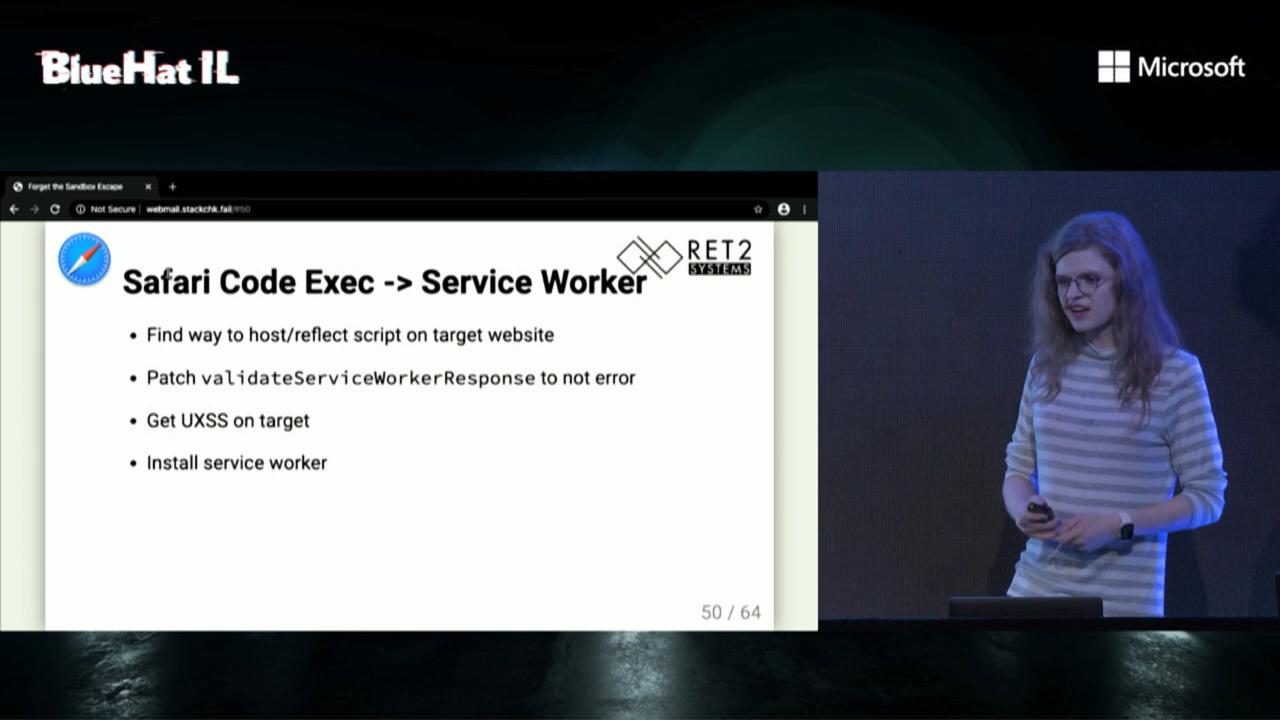 BlueHat IL
Microsoft
Forget the Sandbox Escape
Not Secure | webmail.stackchk.fail/#50
RET2
SYSTEMS
Safari Code Exec -> Service Worker
• Find way to host/reflect script on target website
• Patch validateServiceWorkerResponse to not error
• Get UXSS on target
• Install service worker
50 / 64